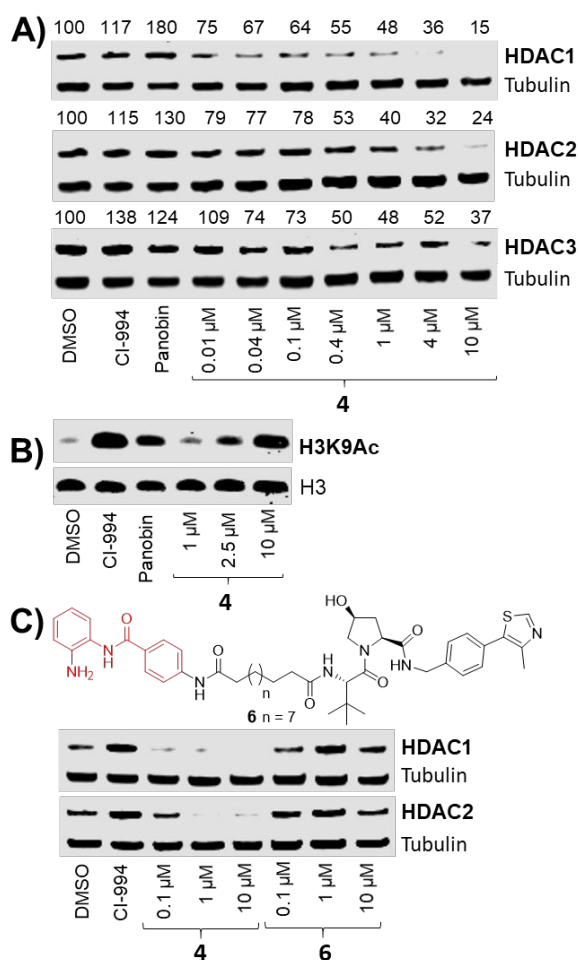 A)
100 117 180 75 67 64 55 48 36 15
HDAC1
Tubulin
100 115 130 79 77 78 53 40 32 24
HDAC2
Tubulin
100 138 124 109 74 73 50 48 52 37
HDAC3
Tubulin
DMSO CI-994 Panobin 0.01 µM 0.04 µM 0.1 µM 0.4 µM 1 µM 4 µM 10 µM
4
B)
H3K9Ac
H3
DMSO CI-994 Panobin 1 µM 2.5 µM 10 µM
4
C)
HO
S
N
O
N
O
NH2
N
H
O
N
H
n
O
H
N
O
HN
6 n = 7
HDAC1
Tubulin
HDAC2
Tubulin
DMSO CI-994 0.1 µM 1 µM 10 µM 0.1 µM 1 µM 10 µM
4 6